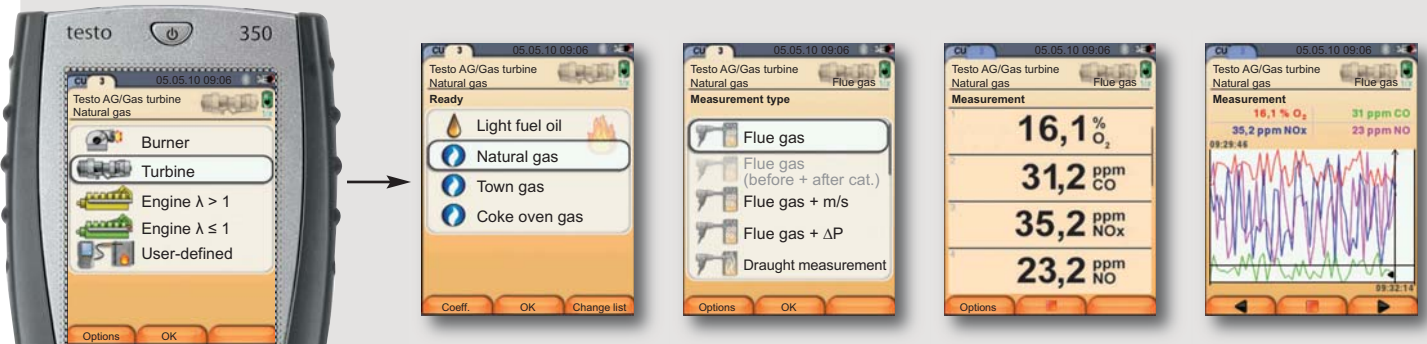 testo
350
CU 3 05.05.10 09:06
Testo AG/Gas turbine
Natural gas
Burner
Turbine
Engine λ > 1
Engine λ ≤ 1
User-defined
Options OK
CU 3 05.05.10 09:06
Testo AG/Gas turbine
Natural gas
Ready
Light fuel oil
Natural gas
Town gas
Coke oven gas
Coeff. OK Change list
CU 3 05.05.10 09:06
Testo AG/Gas turbine
Natural gas Flue gas
Measurement type
Flue gas
Flue gas
(before + after cat.)
Flue gas + m/s
Flue gas + ΔP
Draught measurement
Options OK
CU 05.05.10 09:06
Testo AG/Gas turbine
Natural gas Flue gas
Measurement
1
16,1 % O₂
2
31,2 ppm CO
3
35,2 ppm NOx
4
23,2 ppm NO
Options
CU 05.05.10 09:06
Testo AG/Gas turbine
Natural gas Flue gas
Measurement
16,1 % O₂ 31 ppm CO
35,2 ppm NOx 23 ppm NO
09:29:46
09:32:14